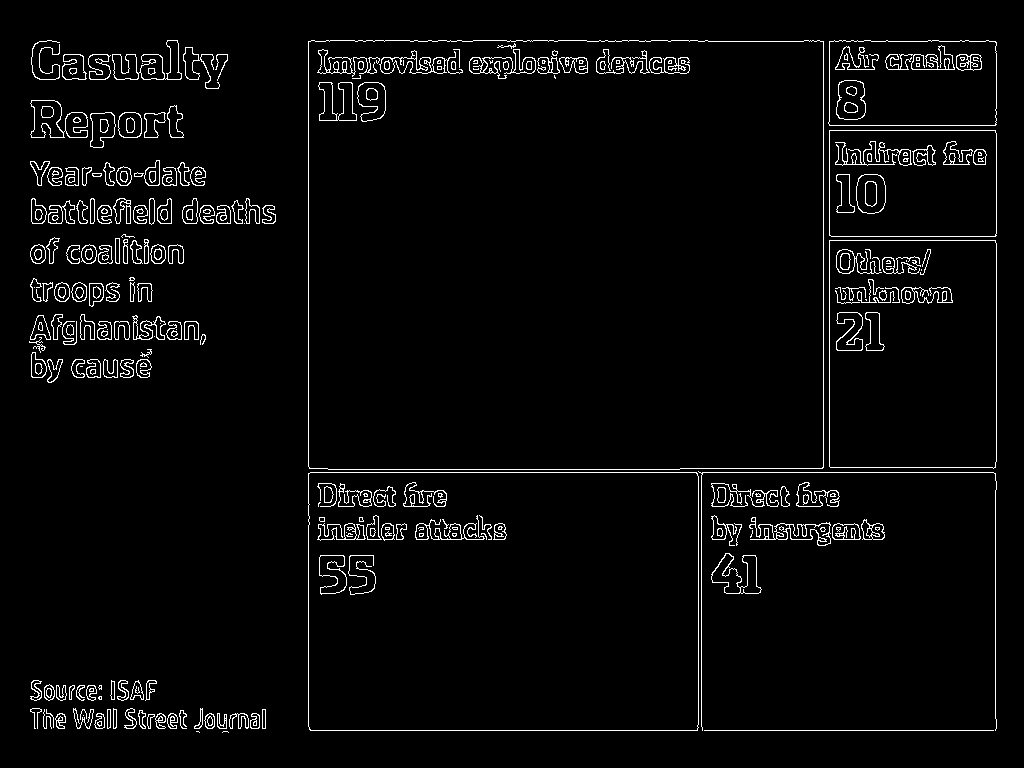 Casualty
Report
Year-to-date
battlefield deaths
of coalition
troops in
Afghanistan,
by cause
Source: ISAF
The Wall Street Journal
Improvised explosive devices
119
Air crashes
8
Indirect fire
10
Others/
unknown
21
Direct fire
insider attacks
55
Direct fire
by insurgents
41